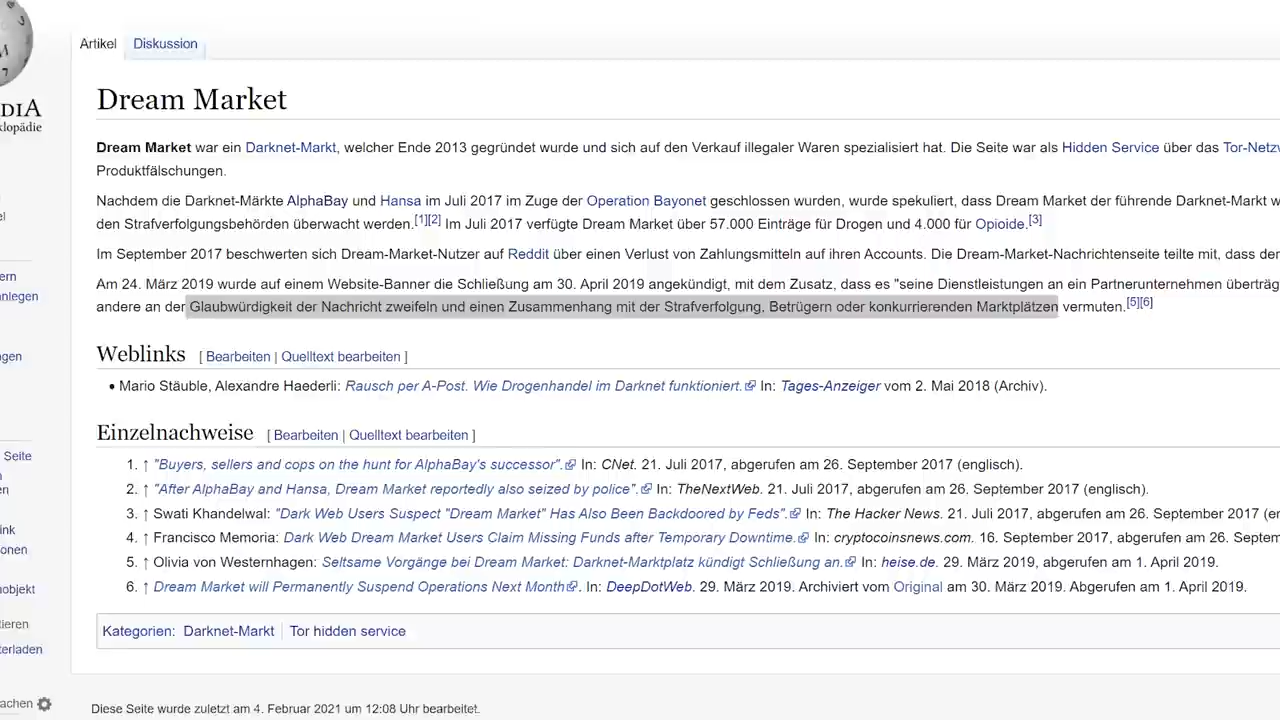 Artikel Diskussion
DIA
klopädie
Dream Market
Dream Market war ein Darknet-Markt, welcher Ende 2013 gegründet wurde und sich auf den Verkauf illegaler Waren spezialisiert hat. Die Seite war als Hidden Service über das Tor-Netzw
Produktfälschungen.
el
Nachdem die Darknet-Märkte AlphaBay und Hansa im Juli 2017 im Zuge der Operation Bayonet geschlossen wurden, wurde spekuliert, dass Dream Market der führende Darknet-Markt w
den Strafverfolgungsbehörden überwacht werden.[1][2] Im Juli 2017 verfügte Dream Market über 57.000 Einträge für Drogen und 4.000 für Opioide.[3]
Im September 2017 beschwerten sich Dream-Market-Nutzer auf Reddit über einen Verlust von Zahlungsmitteln auf ihren Accounts. Die Dream-Market-Nachrichtenseite teilte mit, dass der
ern
anlegen
Am 24. März 2019 wurde auf einem Website-Banner die Schließung am 30. April 2019 angekündigt, mit dem Zusatz, dass es "seine Dienstleistungen an ein Partnerunternehmen überträg
andere an der Glaubwürdigkeit der Nachricht zweifeln und einen Zusammenhang mit der Strafverfolgung, Betrügern oder konkurrierenden Marktplätzen vermuten.[5][6]
ngen
Weblinks [ Bearbeiten | Quelltext bearbeiten ]
• Mario Stäuble, Alexandre Haederli: Rausch per A-Post. Wie Drogenhandel im Darknet funktioniert. In: Tages-Anzeiger vom 2. Mai 2018 (Archiv).
Einzelnachweise [ Bearbeiten | Quelltext bearbeiten ]
Seite
n
en
ink
onen
objekt
tieren
terladen
achen
1. ↑ "Buyers, sellers and cops on the hunt for AlphaBay's successor". In: CNet. 21. Juli 2017, abgerufen am 26. September 2017 (englisch).
2. ↑ "After AlphaBay and Hansa, Dream Market reportedly also seized by police". In: TheNextWeb. 21. Juli 2017, abgerufen am 26. September 2017 (englisch).
3. ↑ Swati Khandelwal: "Dark Web Users Suspect "Dream Market" Has Also Been Backdoored by Feds". In: The Hacker News. 21. Juli 2017, abgerufen am 26. September 2017 (en
4. ↑ Francisco Memoria: Dark Web Dream Market Users Claim Missing Funds after Temporary Downtime. In: cryptocoinsnews.com. 16. September 2017, abgerufen am 26. Septem
5. ↑ Olivia von Westernhagen: Seltsame Vorgänge bei Dream Market: Darknet-Marktplatz kündigt Schließung an. In: heise.de. 29. März 2019, abgerufen am 1. April 2019.
6. ↑ Dream Market will Permanently Suspend Operations Next Month. In: DeepDotWeb. 29. März 2019. Archiviert vom Original am 30. März 2019. Abgerufen am 1. April 2019.
Kategorien: Darknet-Markt | Tor hidden service
Diese Seite wurde zuletzt am 4. Februar 2021 um 12:08 Uhr bearbeitet.